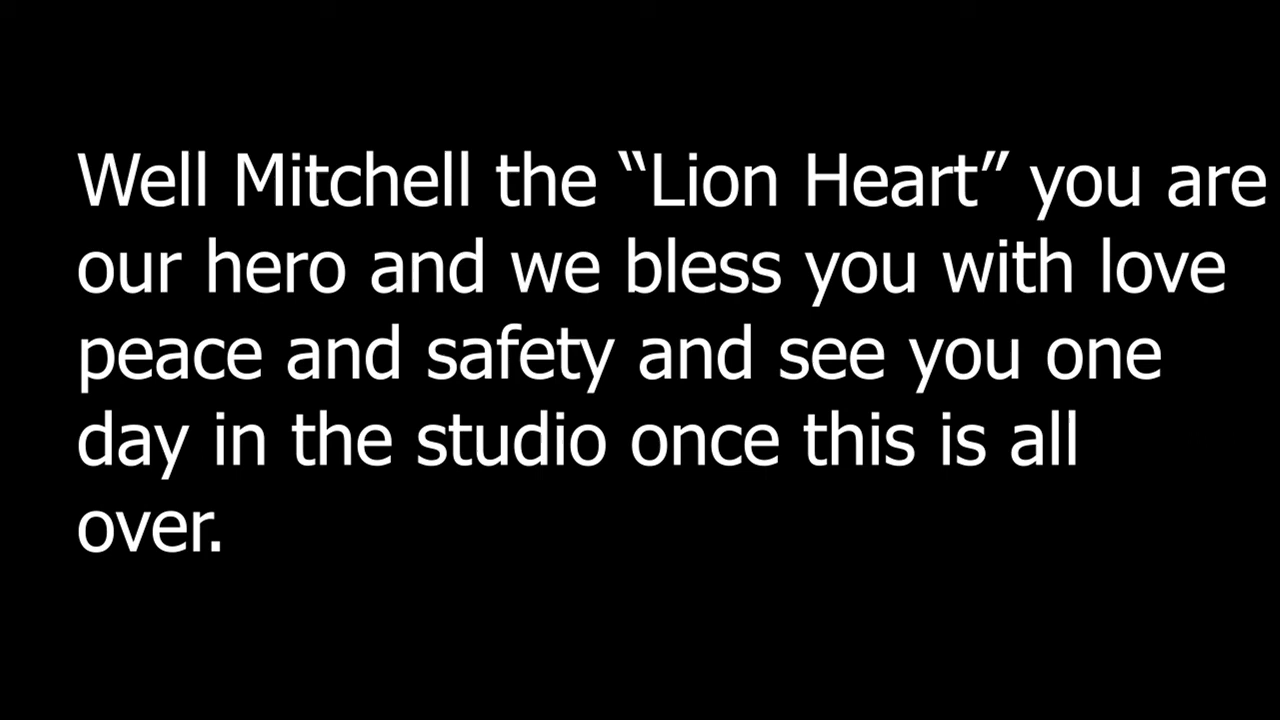 Well Mitchell the “Lion Heart” you are
our hero and we bless you with love
peace and safety and see you one
day in the studio once this is all
over.